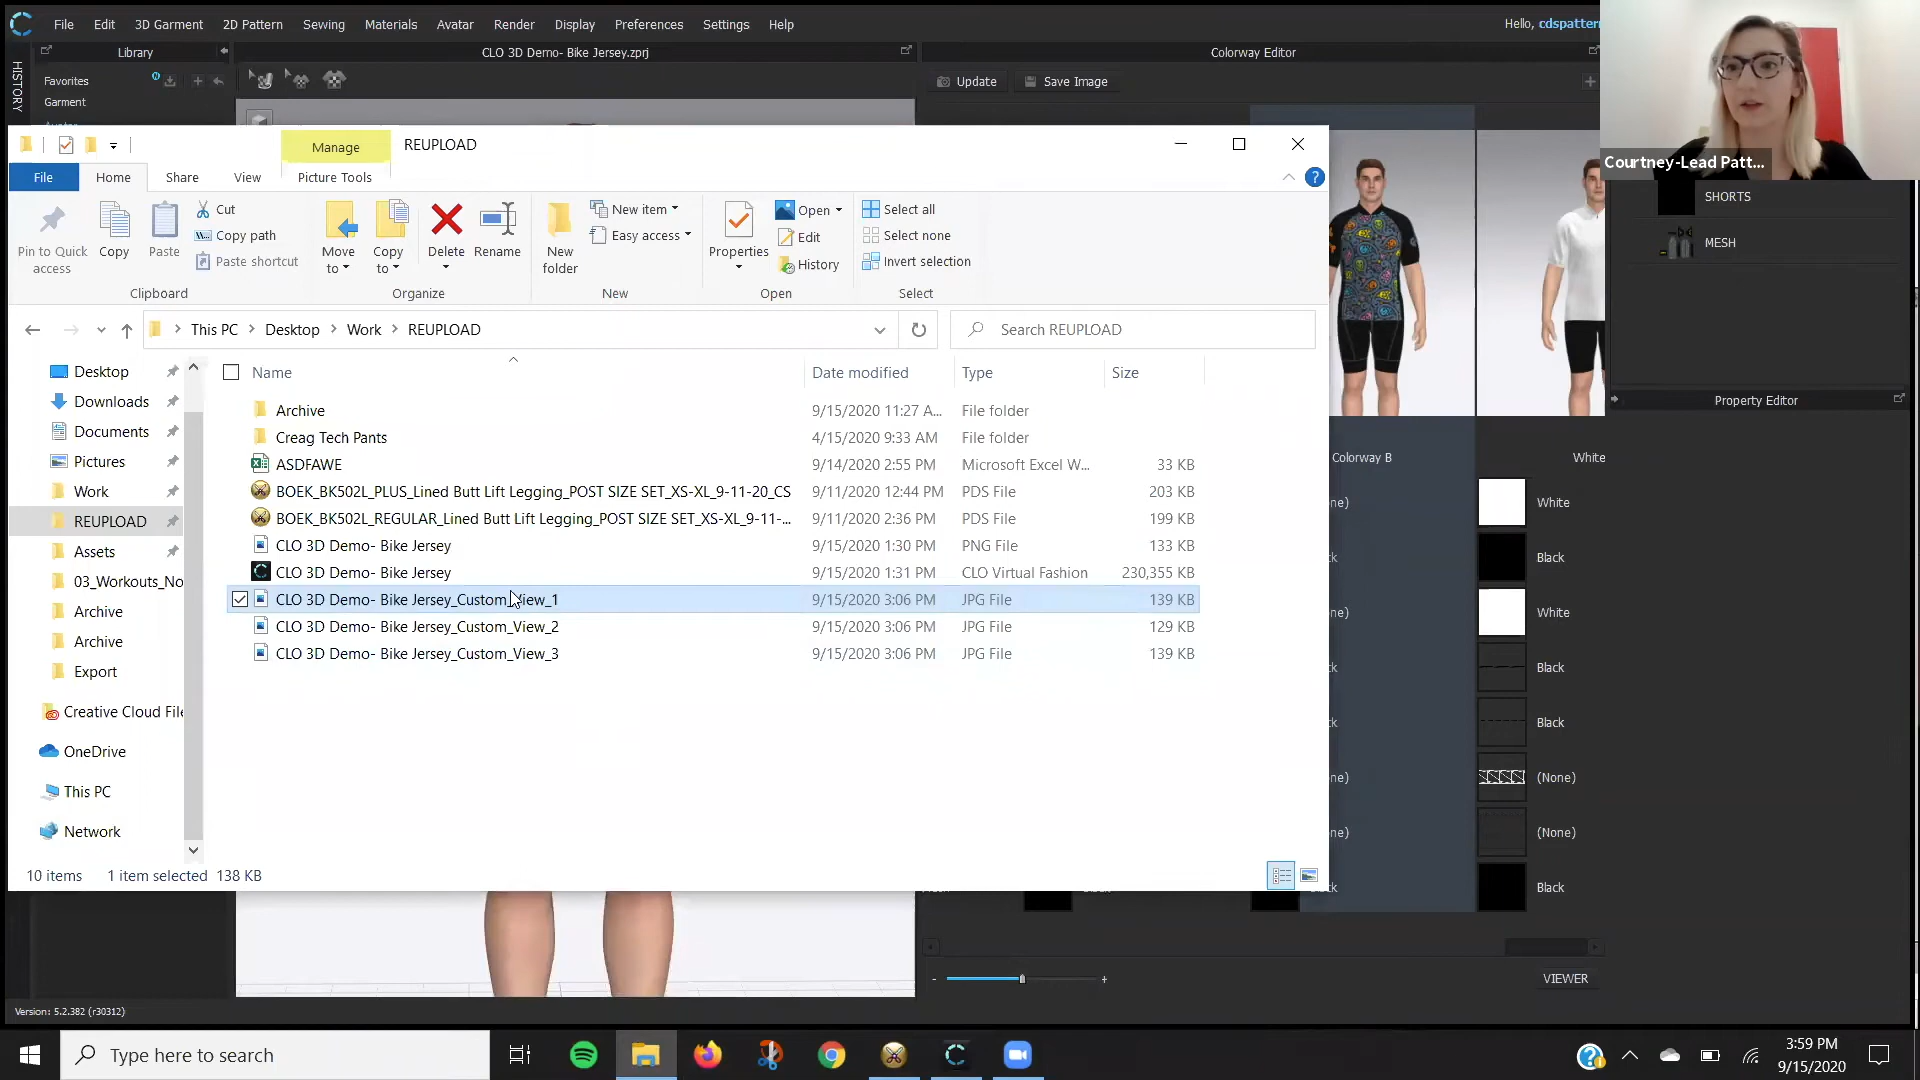 File Edit 3D Garment 2D Pattern Sewing Materials Avatar Render Display Preferences Settings Help
Hello, cdspattern
Library
CLO 3D Demo- Bike Jersey.zprj
Colorway Editor
HISTORY
Favorites
Garment
Update Save Image
Courtney-Lead Patt...
SHORTS
MESH
Manage
REUPLOAD
File Home Share View Picture Tools
Pin to Quick access
Copy
Paste
Cut
Copy path
Paste shortcut
Clipboard
Move to
Copy to
Delete
Rename
Organize
New folder
New item
Easy access
New
Properties
Open
Edit
History
Open
Select all
Select none
Invert selection
Select
This PC Desktop Work REUPLOAD
Search REUPLOAD
Name Date modified Type Size
Desktop
Downloads
Documents
Pictures
Work
REUPLOAD
Assets
03_Workouts_No
Archive
Archive
Export
Creative Cloud File
OneDrive
This PC
Network
Archive 9/15/2020 11:27 A... File folder
Creag Tech Pants 4/15/2020 9:33 AM File folder
ASDFAWE 9/14/2020 2:55 PM Microsoft Excel W... 33 KB
BOEK_BK502L_PLUS_Lined Butt Lift Legging_POST SIZE SET_XS-XL_9-11-20_CS 9/11/2020 12:44 PM PDS File 203 KB
BOEK_BK502L_REGULAR_Lined Butt Lift Legging_POST SIZE SET_XS-XL_9-11-... 9/11/2020 2:36 PM PDS File 199 KB
CLO 3D Demo- Bike Jersey 9/15/2020 1:30 PM PNG File 133 KB
CLO 3D Demo- Bike Jersey 9/15/2020 1:31 PM CLO Virtual Fashion 230,355 KB
CLO 3D Demo- Bike Jersey_Custom_View_1 9/15/2020 3:06 PM JPG File 139 KB
CLO 3D Demo- Bike Jersey_Custom_View_2 9/15/2020 3:06 PM JPG File 129 KB
CLO 3D Demo- Bike Jersey_Custom_View_3 9/15/2020 3:06 PM JPG File 139 KB
10 items 1 item selected 138 KB
Property Editor
Colorway B White
ne) White
ck Black
ne) White
ck Black
ck Black
ne) (None)
ne) (None)
ck Black
- +
VIEWER
Version: 5.2.382 (r30312)
Type here to search
3:59 PM
9/15/2020